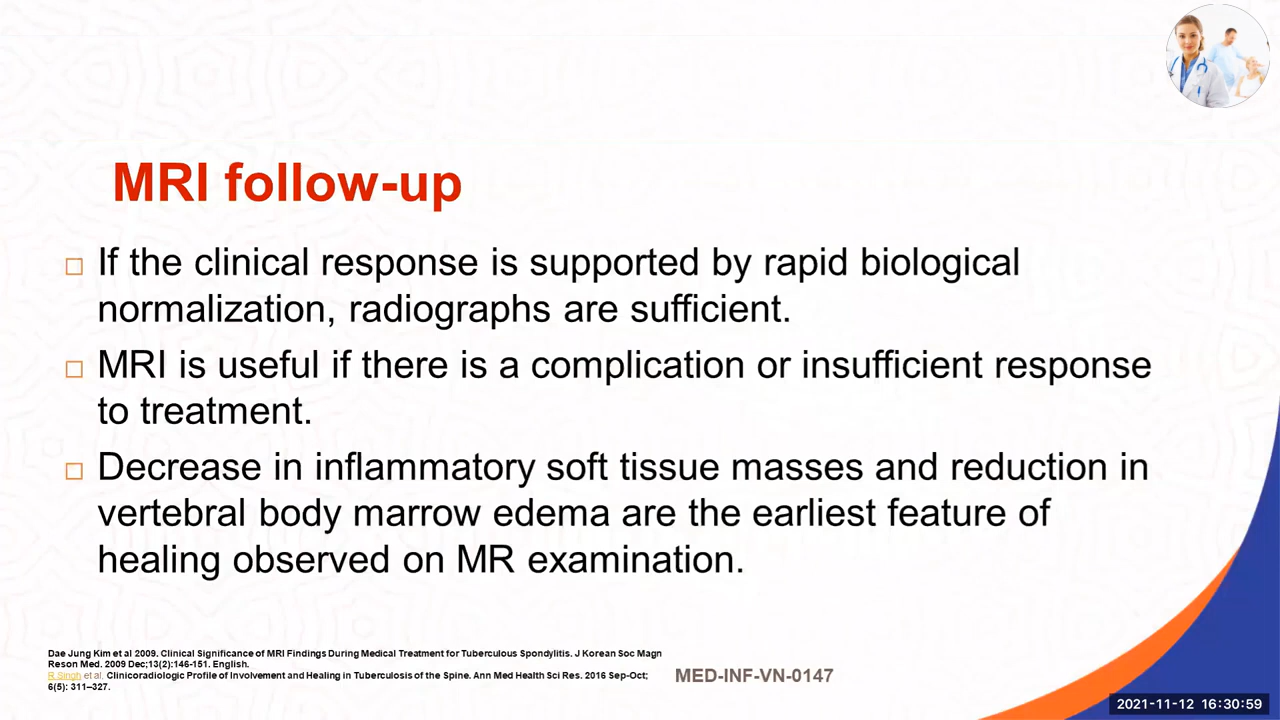 MRI follow-up
□ If the clinical response is supported by rapid biological
normalization, radiographs are sufficient.
□ MRI is useful if there is a complication or insufficient response
to treatment.
□ Decrease in inflammatory soft tissue masses and reduction in
vertebral body marrow edema are the earliest feature of
healing observed on MR examination.
Dae Jung Kim et al 2009. Clinical Significance of MRI Findings During Medical Treatment for Tuberculous Spondylitis. J Korean Soc Magn
Reson Med. 2009 Dec;13(2):146-151. English.
R Singh et al. Clinicoradiologic Profile of Involvement and Healing in Tuberculosis of the Spine. Ann Med Health Sci Res. 2016 Sep-Oct;
6(5): 311–327.
MED-INF-VN-0147
2021-11-12 16:30:59